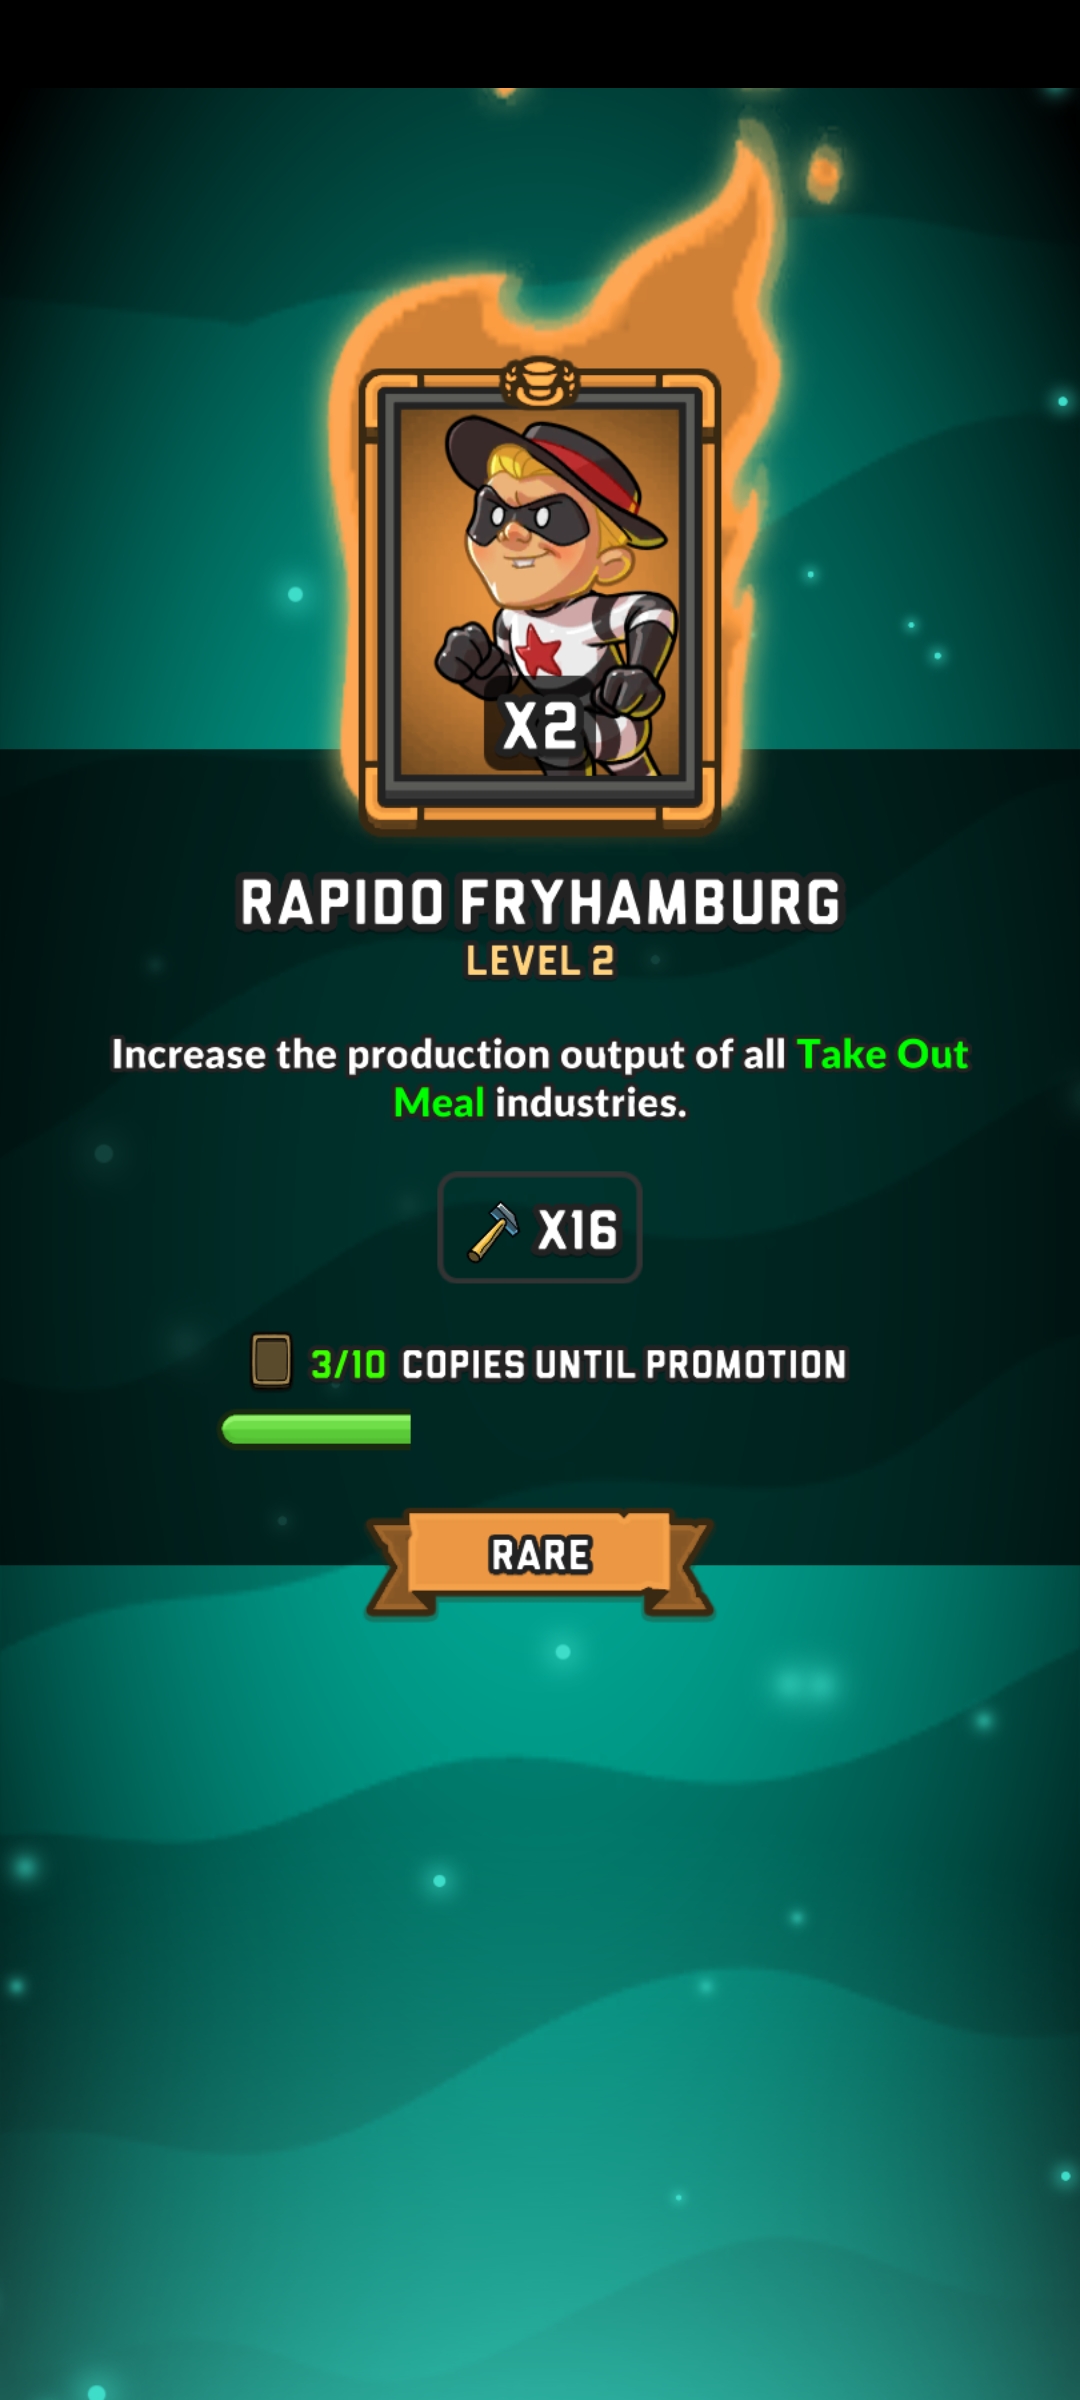 X2
RAPIDO FRYHAMBURG
LEVEL 2
Increase the production output of all Take Out
Meal industries.
X16
3/10 COPIES UNTIL PROMOTION
RARE